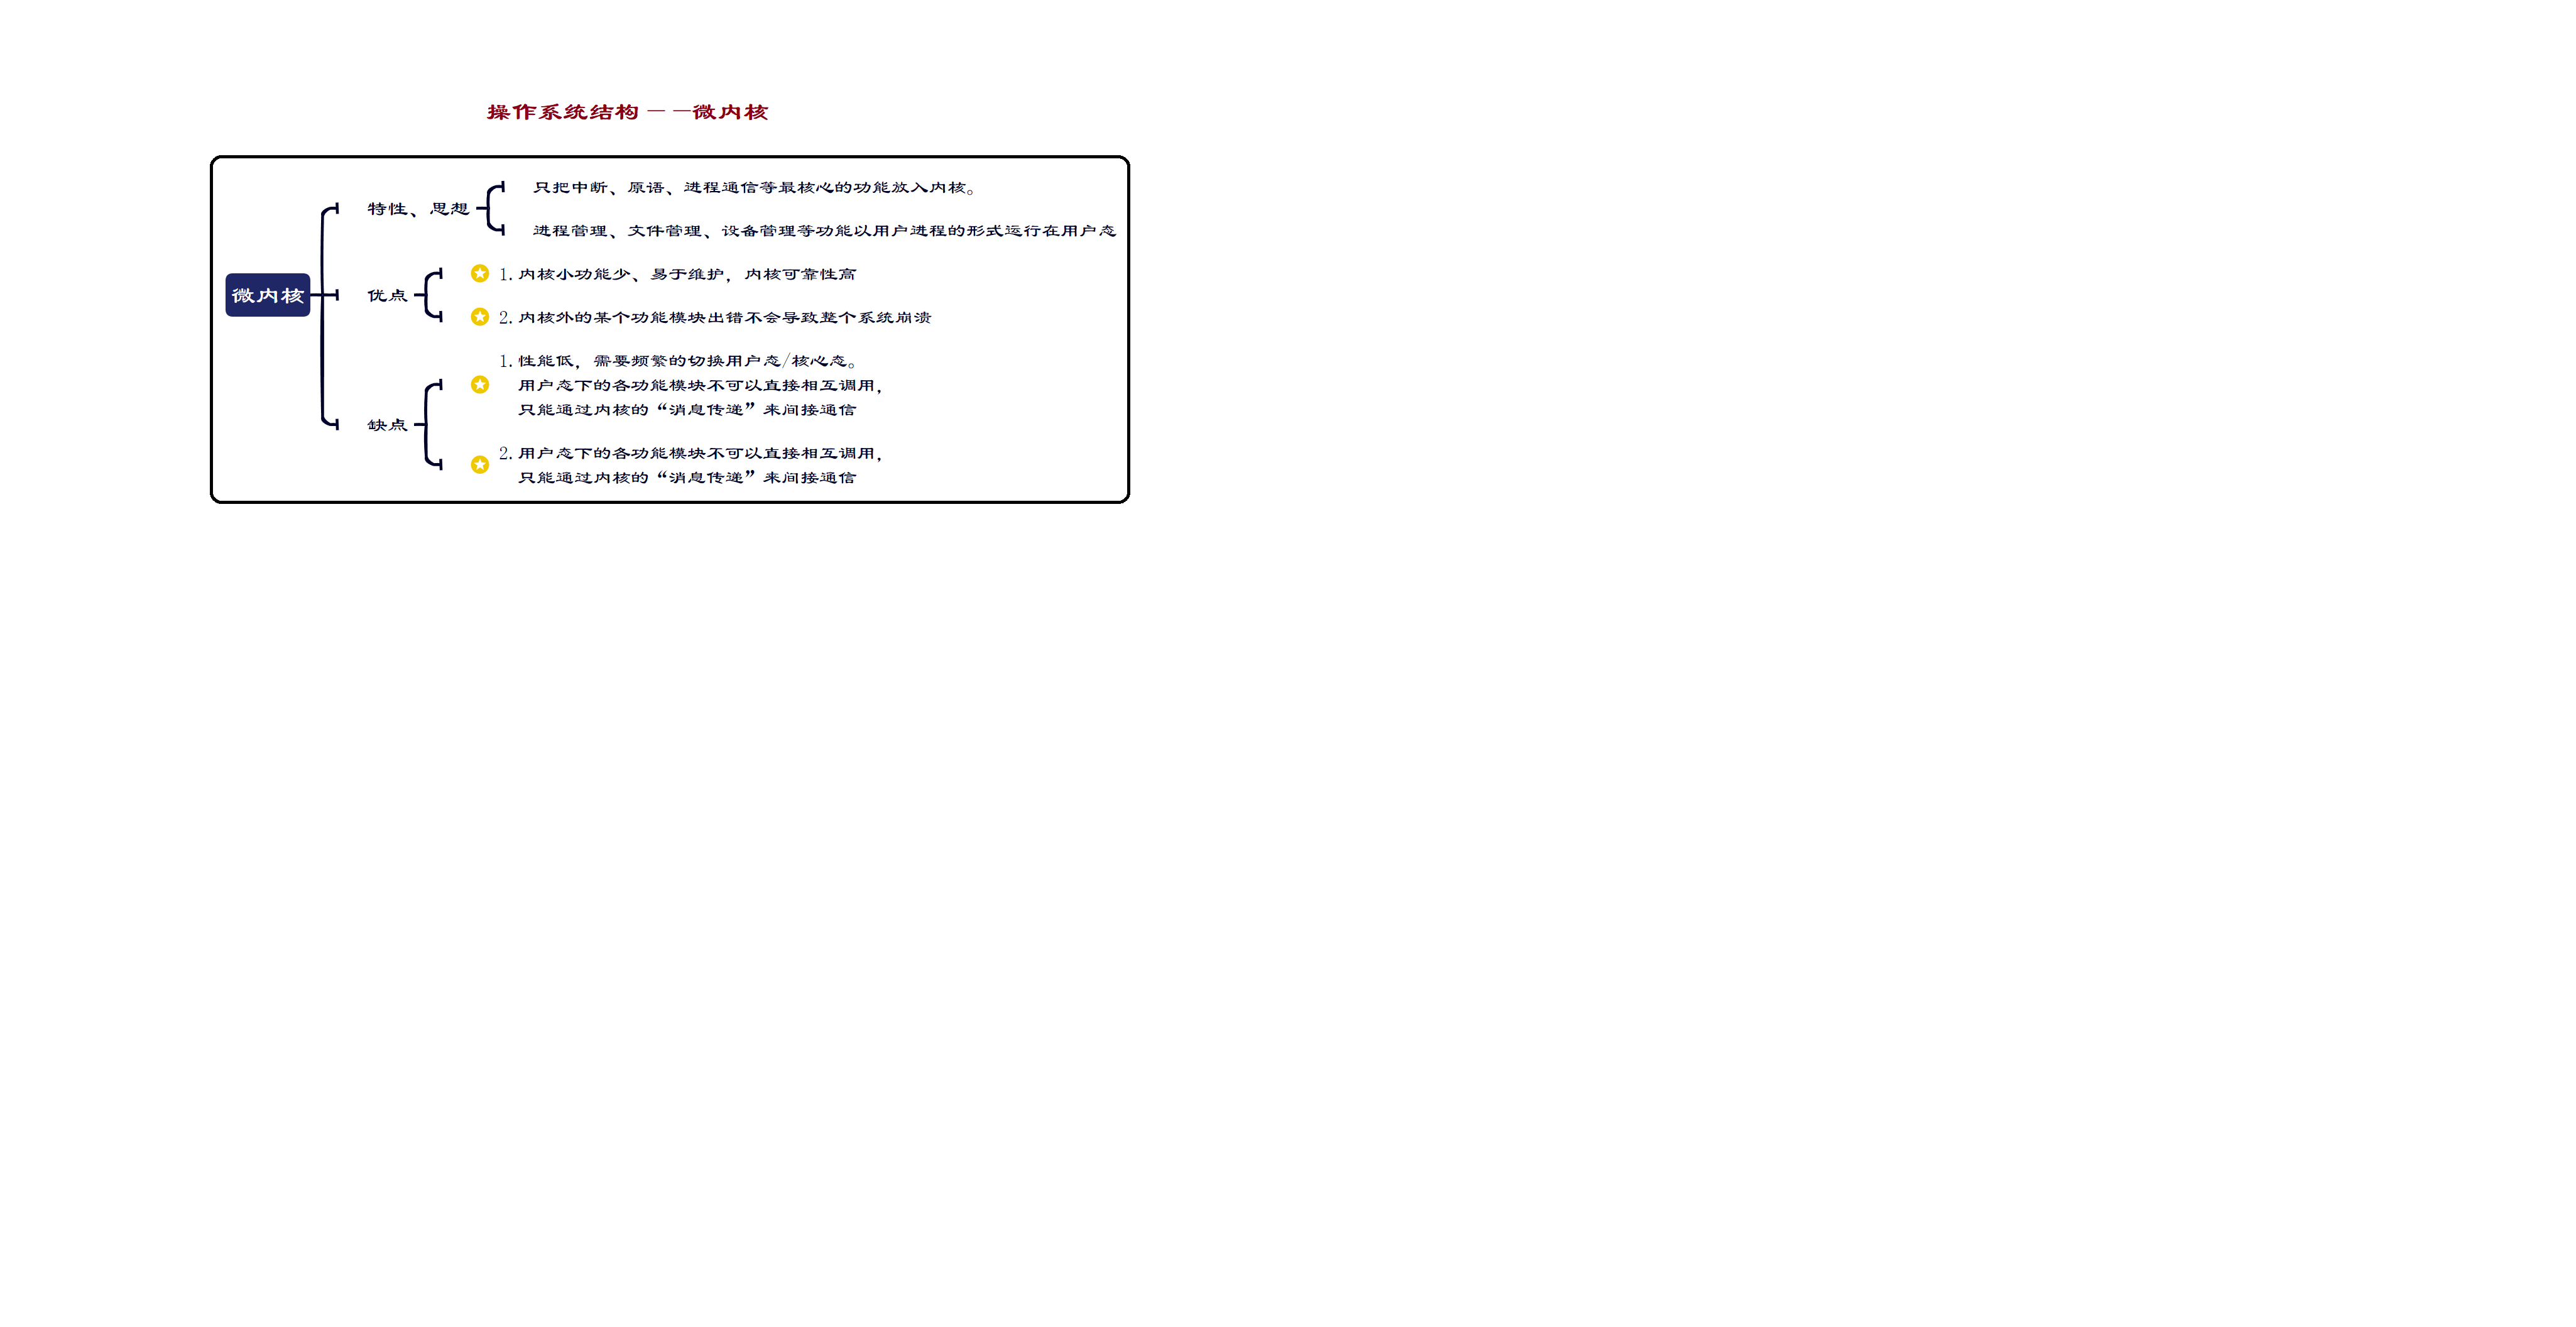 操作系统结构——微内核
微内核
特性、思想
只把中断、原语、进程通信等最核心的功能放入内核。
进程管理、文件管理、设备管理等功能以用户进程的形式运行在用户态
优点
1. 内核小功能少、易于维护，内核可靠性高
2. 内核外的某个功能模块出错不会导致整个系统崩溃
缺点
1. 性能低，需要频繁的切换用户态/核心态。
用户态下的各功能模块不可以直接相互调用，
只能通过内核的“消息传递”来间接通信
2. 用户态下的各功能模块不可以直接相互调用，
只能通过内核的“消息传递”来间接通信